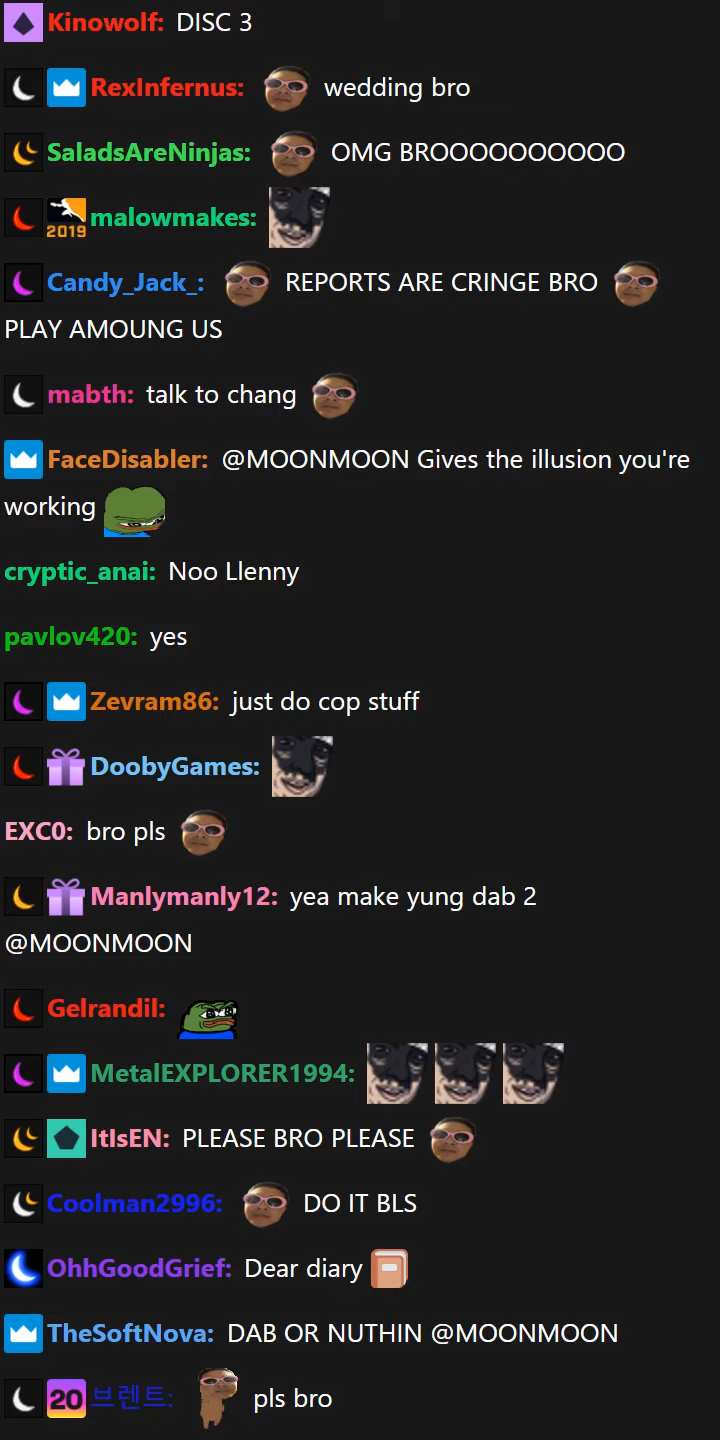 Kinowolf: DISC 3
RexInfernus: wedding bro
SaladsAreNinjas: OMG BROOOOOOOOOO
2019 malowmakes:
Candy_Jack_: REPORTS ARE CRINGE BRO
PLAY AMOUNG US
mabth: talk to chang
FaceDisabler: @MOONMOON Gives the illusion you're
working
cryptic_anai: Noo Llenny
pavlov420: yes
Zevram86: just do cop stuff
DoobyGames:
EXC0: bro pls
Manlymanly12: yea make yung dab 2
@MOONMOON
Gelrandil:
MetalEXPLORER1994:
ItIsEN: PLEASE BRO PLEASE
Coolman2996: DO IT BLS
OhhGoodGrief: Dear diary
TheSoftNova: DAB OR NUTHIN @MOONMOON
20 브렌트: pls bro